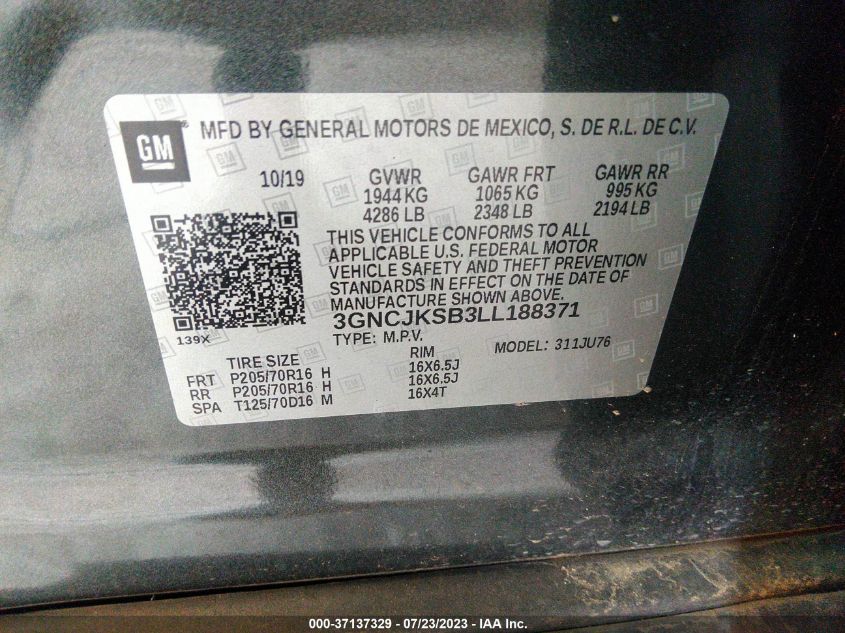 GM
MFD BY GENERAL MOTORS DE MEXICO, S. DE R.L. DE C.V.
10/19 GVWR GAWR FRT GAWR RR
1944 KG 1065 KG 995 KG
4286 LB 2348 LB 2194 LB
THIS VEHICLE CONFORMS TO ALL
APPLICABLE U.S. FEDERAL MOTOR
VEHICLE SAFETY AND THEFT PREVENTION
STANDARDS IN EFFECT ON THE DATE OF
MANUFACTURE SHOWN ABOVE.
3GNCJKSB3LL188371
139X TYPE: M.P.V. MODEL: 311JU76
TIRE SIZE RIM
FRT P205/70R16 H 16X6.5J
RR P205/70R16 H 16X6.5J
SPA T125/70D16 M 16X4T
000-37137329 / 07/23/2023 - IAA Inc.